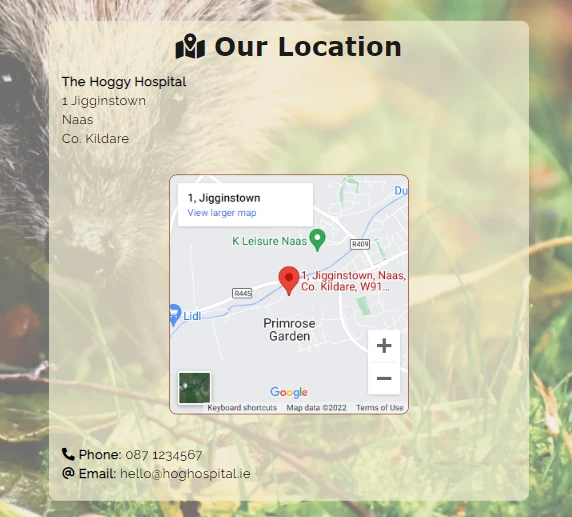 Our Location
The Hoggy Hospital
1 Jigginstown
Naas
Co. Kildare
1, Jigginstown
View larger map
Du
K Leisure Naas
R409
1, Jigginstown, Naas,
Co. Kildare, W91...
R445
Lidl
Primrose
Garden
+
−
Google
Keyboard shortcuts Map data ©2022 Terms of Use
Phone: 087 1234567
@ Email: hello@hoghospital.ie